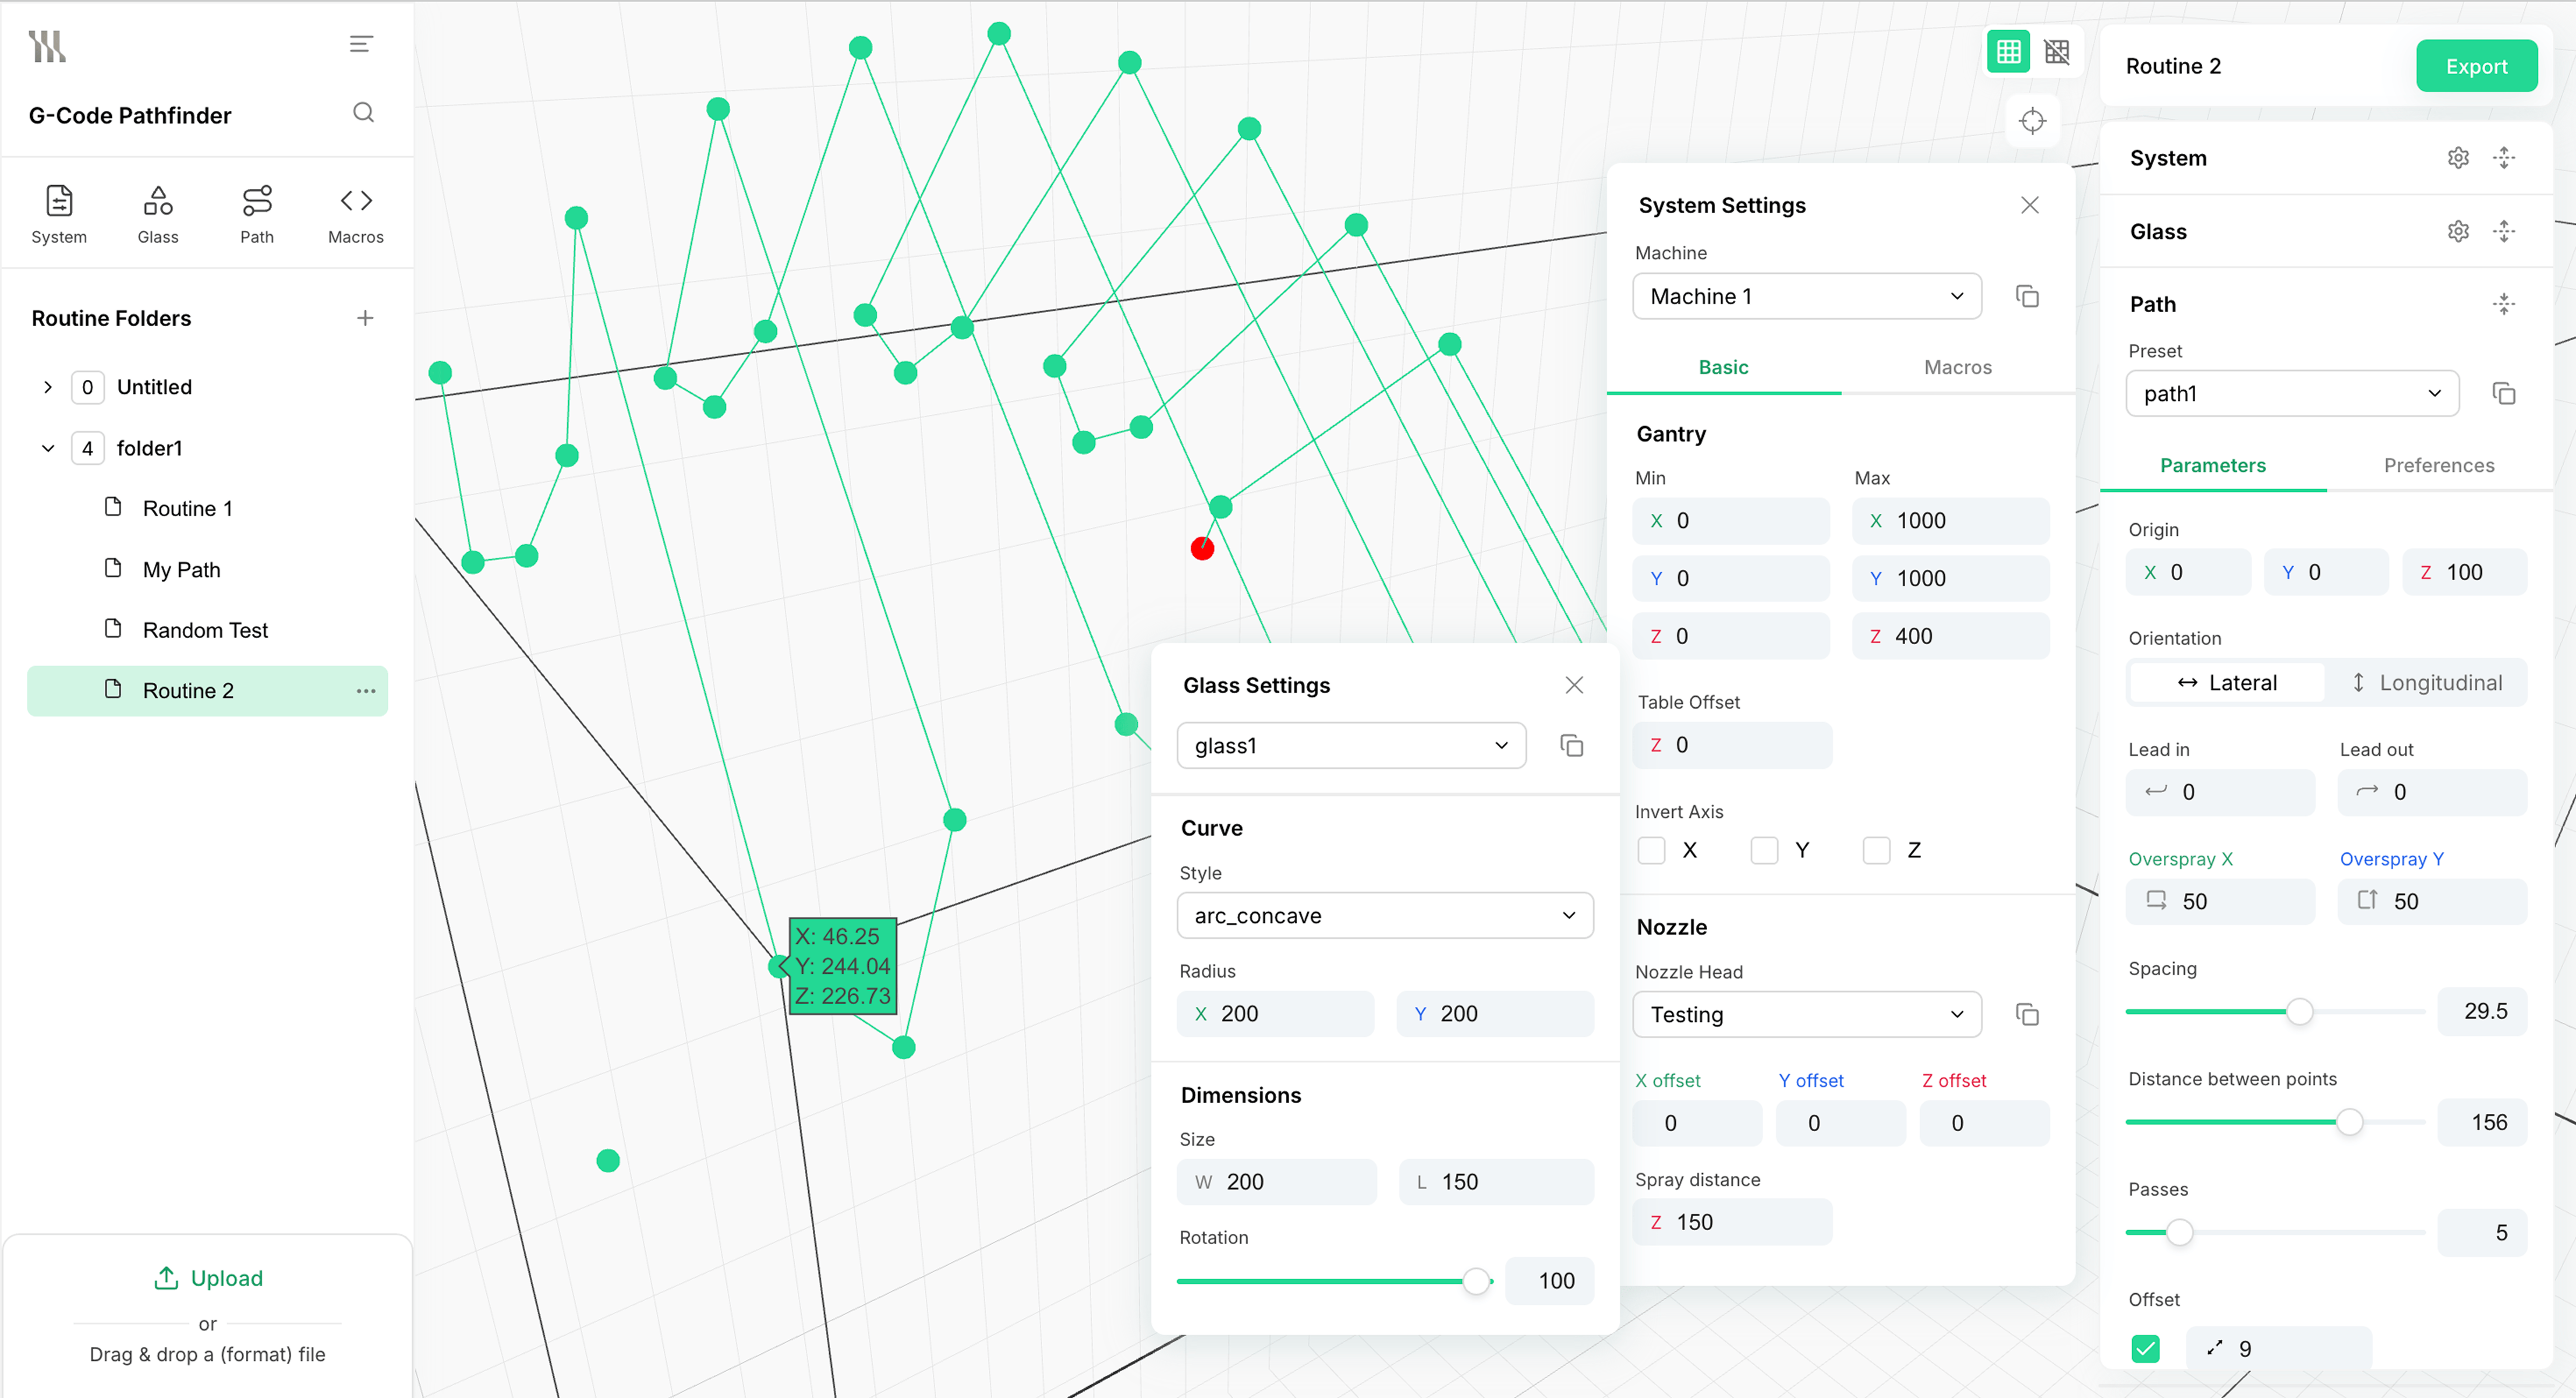 G-Code Pathfinder
System
Glass
Path
Macros
Routine Folders
0 Untitled
4 folder1
Routine 1
My Path
Random Test
Routine 2
Upload
or
Drag & drop a (format) file
X: 46.25
Y: 244.04
Z: 226.73
Glass Settings
glass1
Curve
Style
arc_concave
Radius
X 200 Y 200
Dimensions
Size
W 200 L 150
Rotation
100
System Settings
Machine
Machine 1
Basic Macros
Gantry
Min Max
X 0 X 1000
Y 0 Y 1000
Z 0 Z 400
Table Offset
Z 0
Invert Axis
X Y Z
Nozzle
Nozzle Head
Testing
X offset Y offset Z offset
0 0 0
Spray distance
Z 150
Routine 2 Export
System
Glass
Path
Preset
path1
Parameters Preferences
Origin
X 0 Y 0 Z 100
Orientation
Lateral Longitudinal
Lead in Lead out
0 0
Overspray X Overspray Y
50 50
Spacing
29.5
Distance between points
156
Passes
5
Offset
9